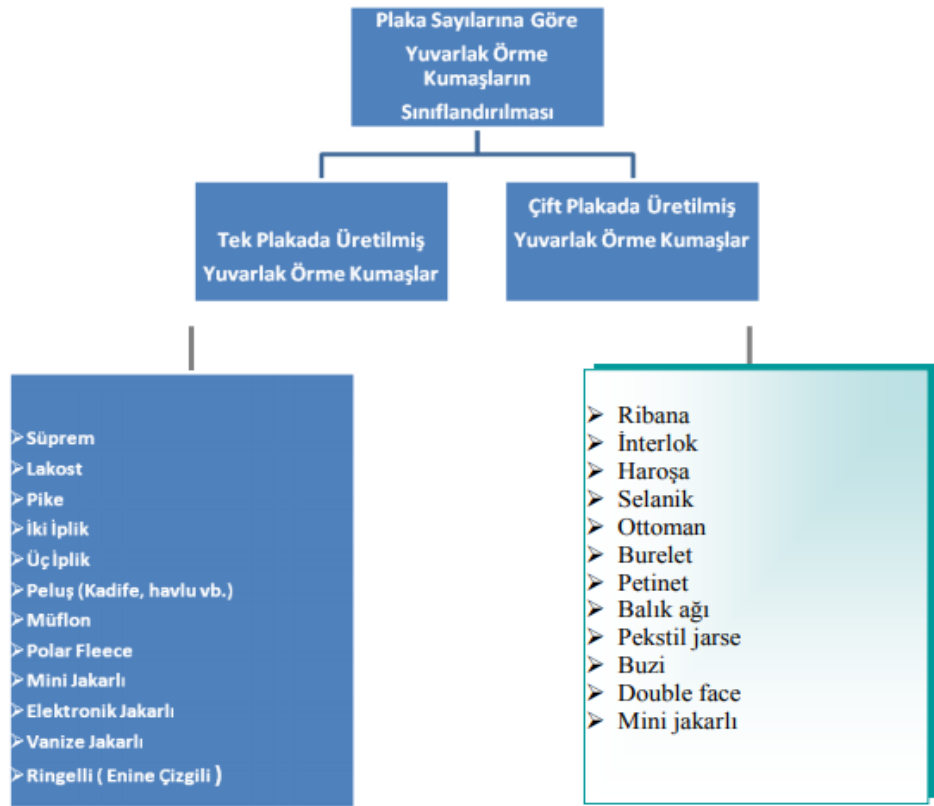 Plaka Sayılarına Göre
Yuvarlak Örme
Kumaşların
Sınıflandırılması
Tek Plakada Üretilmiş
Yuvarlak Örme Kumaşlar
Çift Plakada Üretilmiş
Yuvarlak Örme Kumaşlar
➢ Süprem
➢ Lakost
➢ Pike
➢ İki İplik
➢ Üç İplik
➢ Peluş (Kadife, havlu vb.)
➢ Müflon
➢ Polar Fleece
➢ Mini Jakarlı
➢ Elektronik Jakarlı
➢ Vanize Jakarlı
➢ Ringelli ( Enine Çizgili )
➢ Ribana
➢ İnterlok
➢ Haroşa
➢ Selanik
➢ Ottoman
➢ Burelet
➢ Petinet
➢ Balık ağı
➢ Pekstil jarse
➢ Buzi
➢ Double face
➢ Mini jakarlı